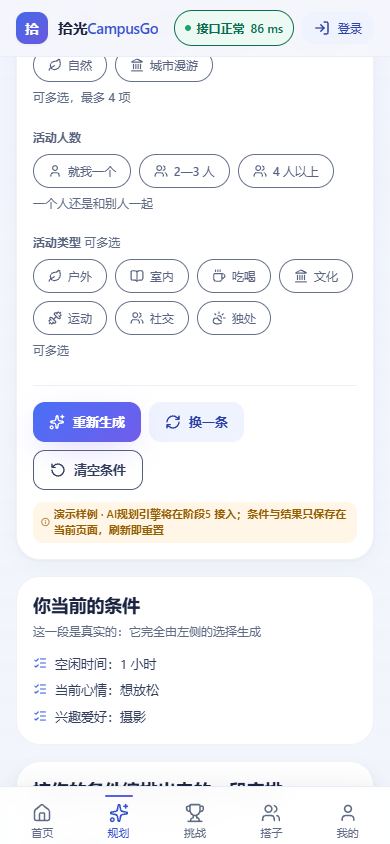 拾 拾光CampusGo 接口正常 86 ms 登录
自然 城市漫游
可多选，最多 4 项
活动人数
就我一个 2—3 人 4 人以上
一个人还是和别人一起
活动类型 可多选
户外 室内 吃喝 文化
运动 社交 独处
可多选
重新生成 换一条
清空条件
演示样例 · AI规划引擎将在阶段5 接入；条件与结果只保存在
当前页面，刷新即重置
你当前的条件
这一段是真实的：它完全由左侧的选择生成
空闲时间：1 小时
当前心情：想放松
兴趣爱好：摄影
首页 规划 挑战 搭子 我的